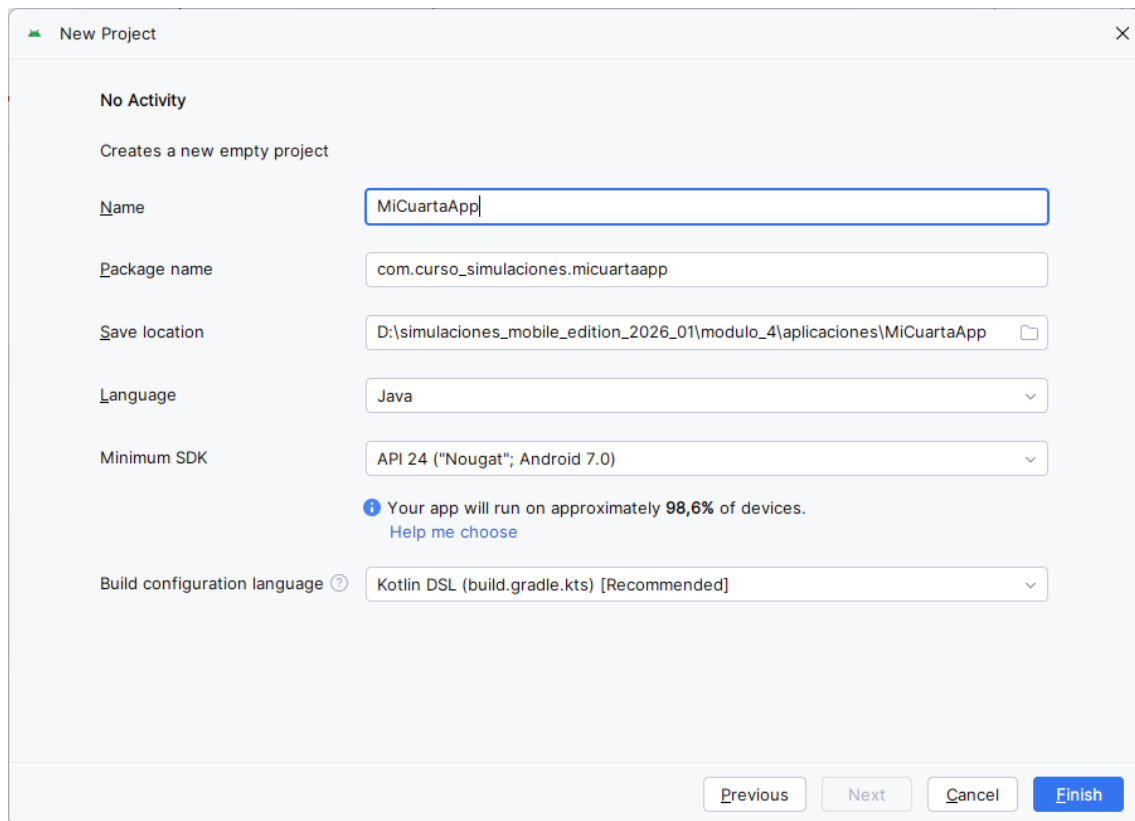 New Project
No Activity
Creates a new empty project
Name
MiCuartaApp
Package name
com.curso_simulaciones.micuartaapp
Save location
D:\simulaciones_mobile_edition_2026_01\modulo_4\aplicaciones\MiCuartaApp
Language
Java
Minimum SDK
API 24 ("Nougat"; Android 7.0)
Your app will run on approximately 98,6% of devices.
Help me choose
Build configuration language ?
Kotlin DSL (build.gradle.kts) [Recommended]
Previous Next Cancel Finish